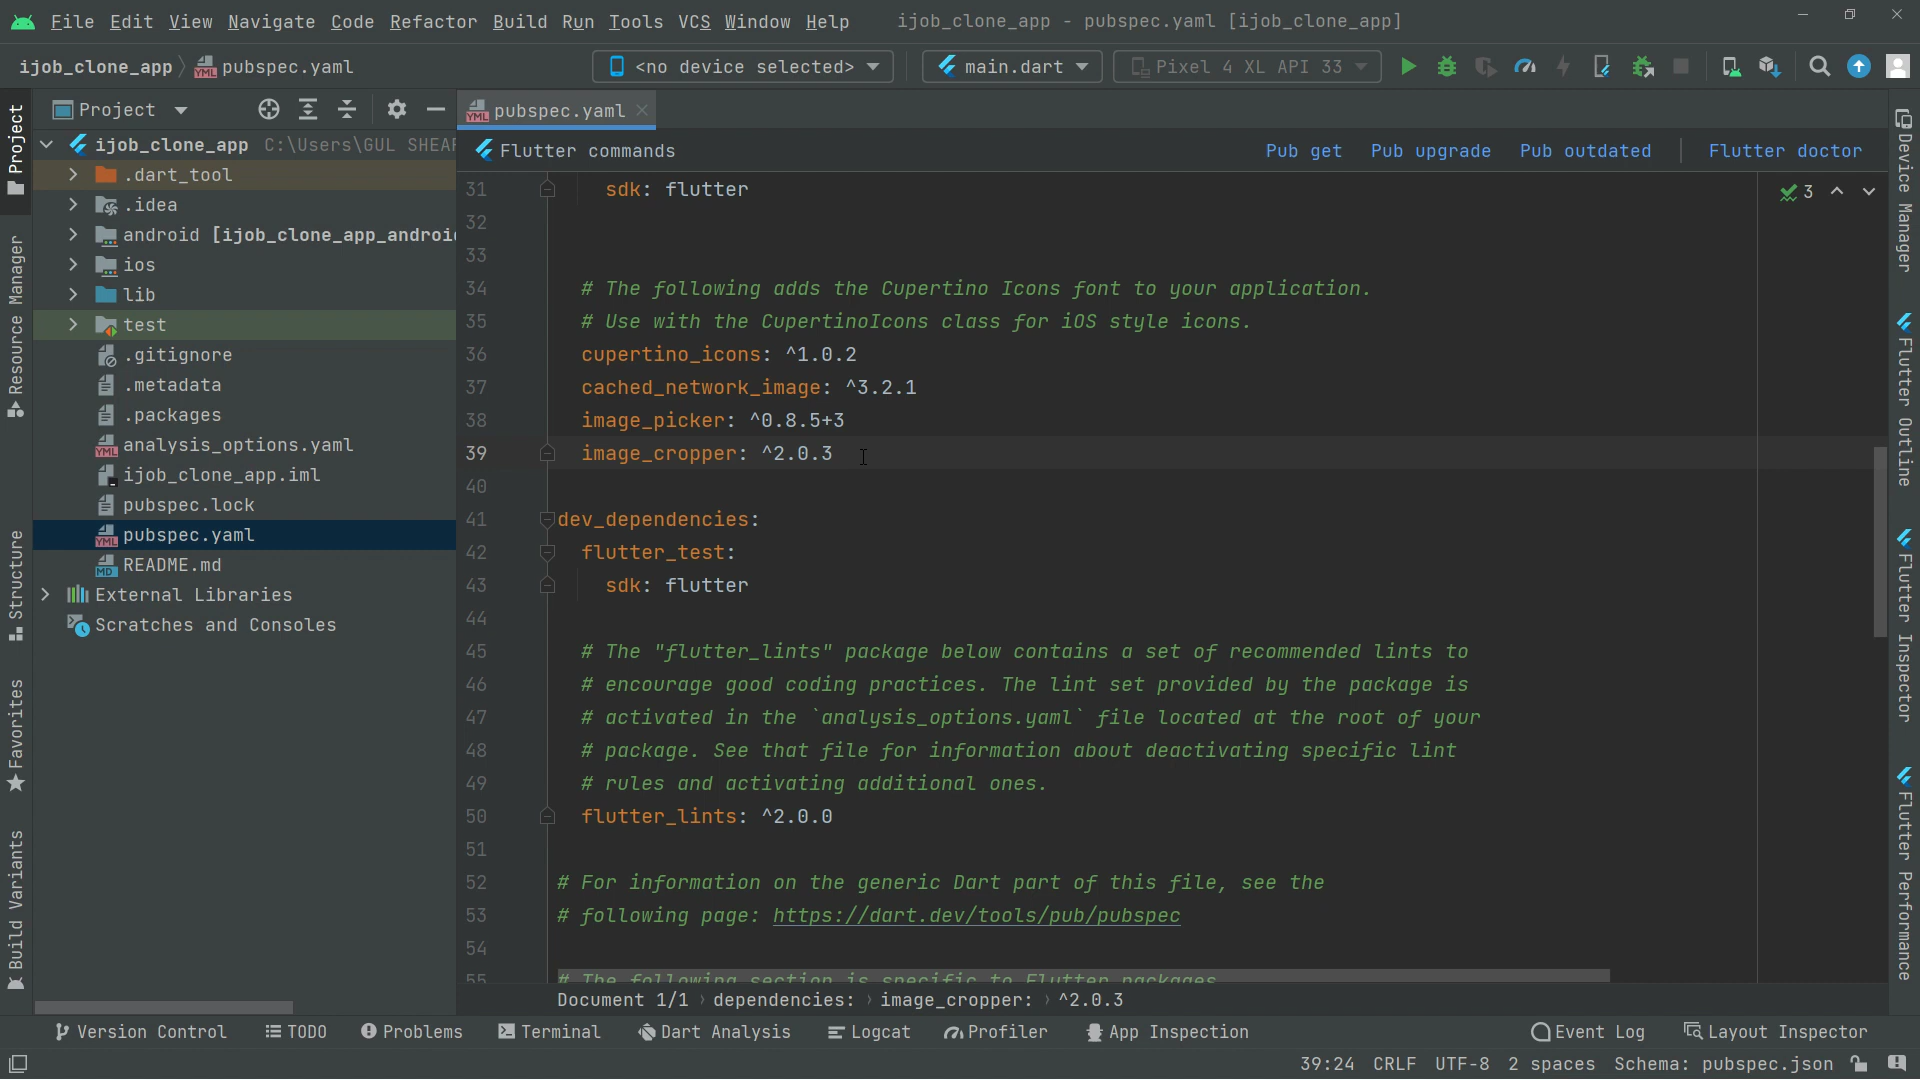 File Edit View Navigate Code Refactor Build Run Tools VCS Window Help ijob_clone_app - pubspec.yaml [ijob_clone_app]
ijob_clone_app pubspec.yaml <no device selected> main.dart Pixel 4 XL API 33
Project
pubspec.yaml
Flutter commands Pub get Pub upgrade Pub outdated Flutter doctor
ijob_clone_app C:\Users\GUL SHEAR
.dart_tool
.idea
android [ijob_clone_app_androi
ios
lib
test
.gitignore
.metadata
.packages
analysis_options.yaml
ijob_clone_app.iml
pubspec.lock
pubspec.yaml
README.md
External Libraries
Scratches and Consoles
31 sdk: flutter
3
32
33
34 # The following adds the Cupertino Icons font to your application.
35 # Use with the CupertinoIcons class for iOS style icons.
36 cupertino_icons: ^1.0.2
37 cached_network_image: ^3.2.1
38 image_picker: ^0.8.5+3
39 image_cropper: ^2.0.3
40
41 dev_dependencies:
42 flutter_test:
43 sdk: flutter
44
45 # The "flutter_lints" package below contains a set of recommended lints to
46 # encourage good coding practices. The lint set provided by the package is
47 # activated in the `analysis_options.yaml` file located at the root of your
48 # package. See that file for information about deactivating specific lint
49 # rules and activating additional ones.
50 flutter_lints: ^2.0.0
51
52 # For information on the generic Dart part of this file, see the
53 # following page: https://dart.dev/tools/pub/pubspec
54
55 # The following section is specific to Flutter packages
Document 1/1 dependencies: image_cropper: ^2.0.3
Project
Resource Manager
Structure
Favorites
Build Variants
Device Manager
Flutter Outline
Flutter Inspector
Flutter Performance
Version Control TODO Problems Terminal Dart Analysis Logcat Profiler App Inspection Event Log Layout Inspector
39:24 CRLF UTF-8 2 spaces Schema: pubspec.json